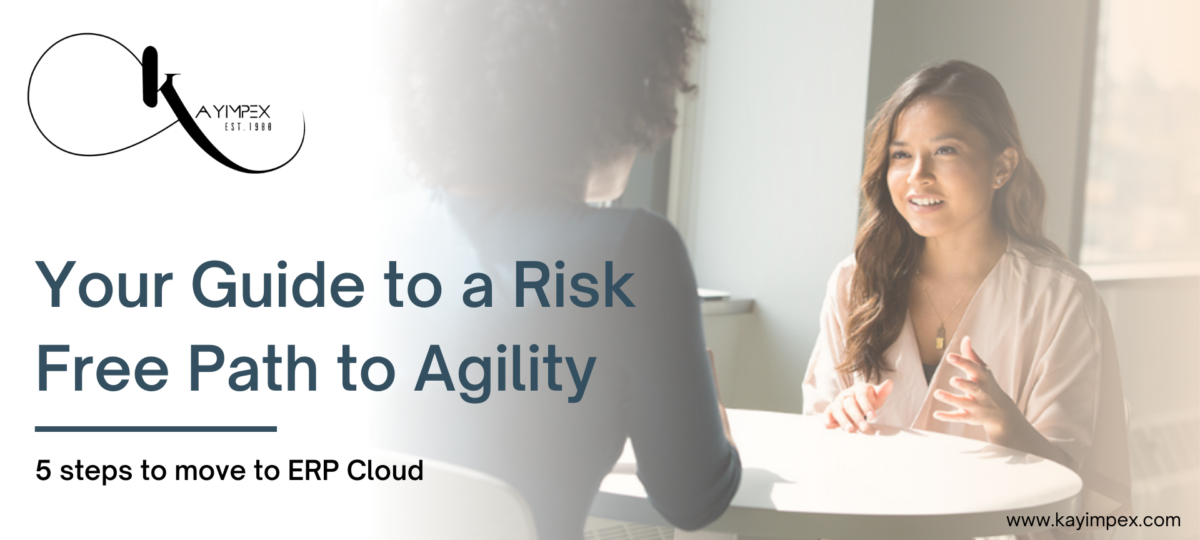 KAYIMPEX
EST.1980
Your Guide to a Risk
Free Path to Agility
5 steps to move to ERP Cloud
www.kayimpex.com